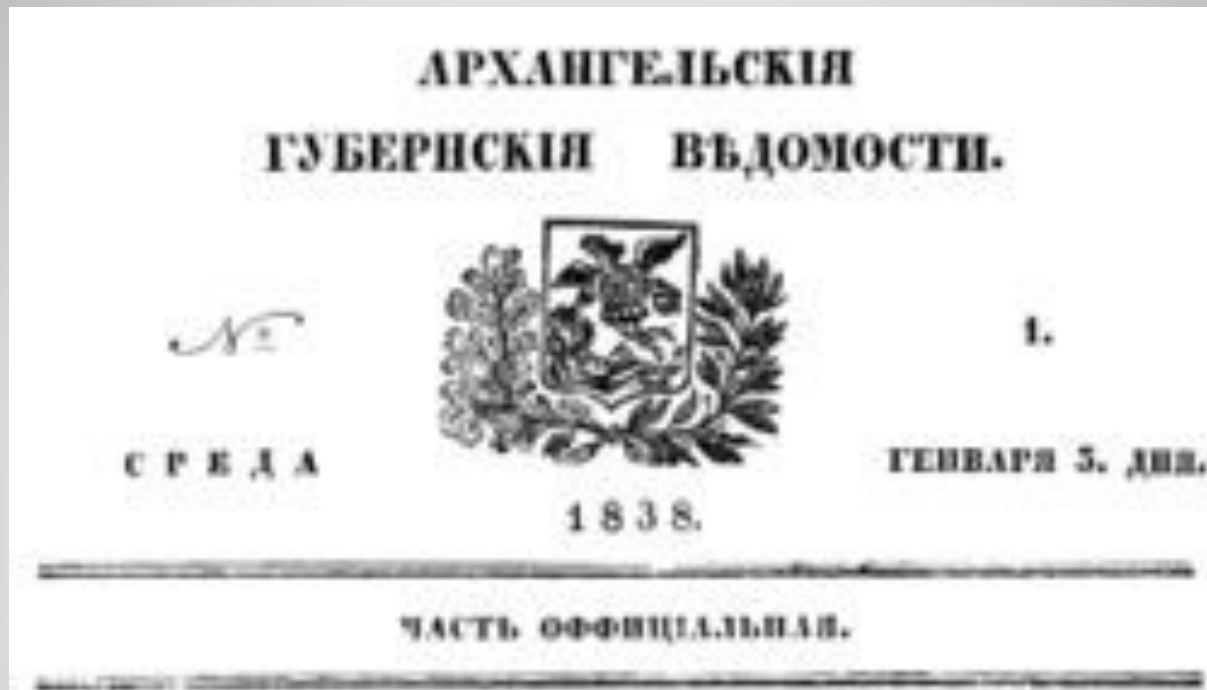 АРХАНГЕЛЬСКІЯ
ГУБЕРНСКІЯ ВѢДОМОСТИ.
№ 1.
СРЕДА ГЕНВАРЯ 5. ДНЯ.
1838.
ЧАСТЬ ОФФИЦІАЛЬНАЯ.